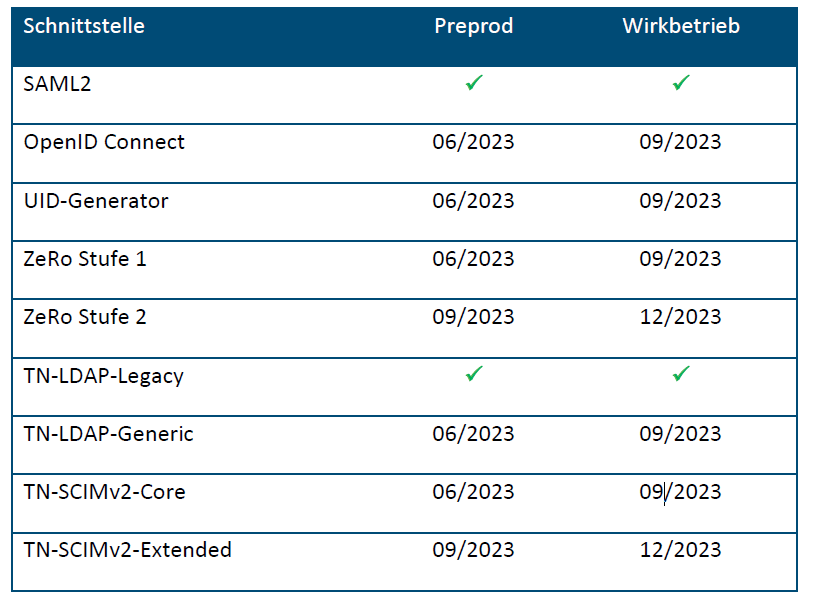 Schnittstelle Preprod Wirkbetrieb
SAML2 ✓ ✓
OpenID Connect 06/2023 09/2023
UID-Generator 06/2023 09/2023
ZeRo Stufe 1 06/2023 09/2023
ZeRo Stufe 2 09/2023 12/2023
TN-LDAP-Legacy ✓ ✓
TN-LDAP-Generic 06/2023 09/2023
TN-SCIMv2-Core 06/2023 09/2023
TN-SCIMv2-Extended 09/2023 12/2023